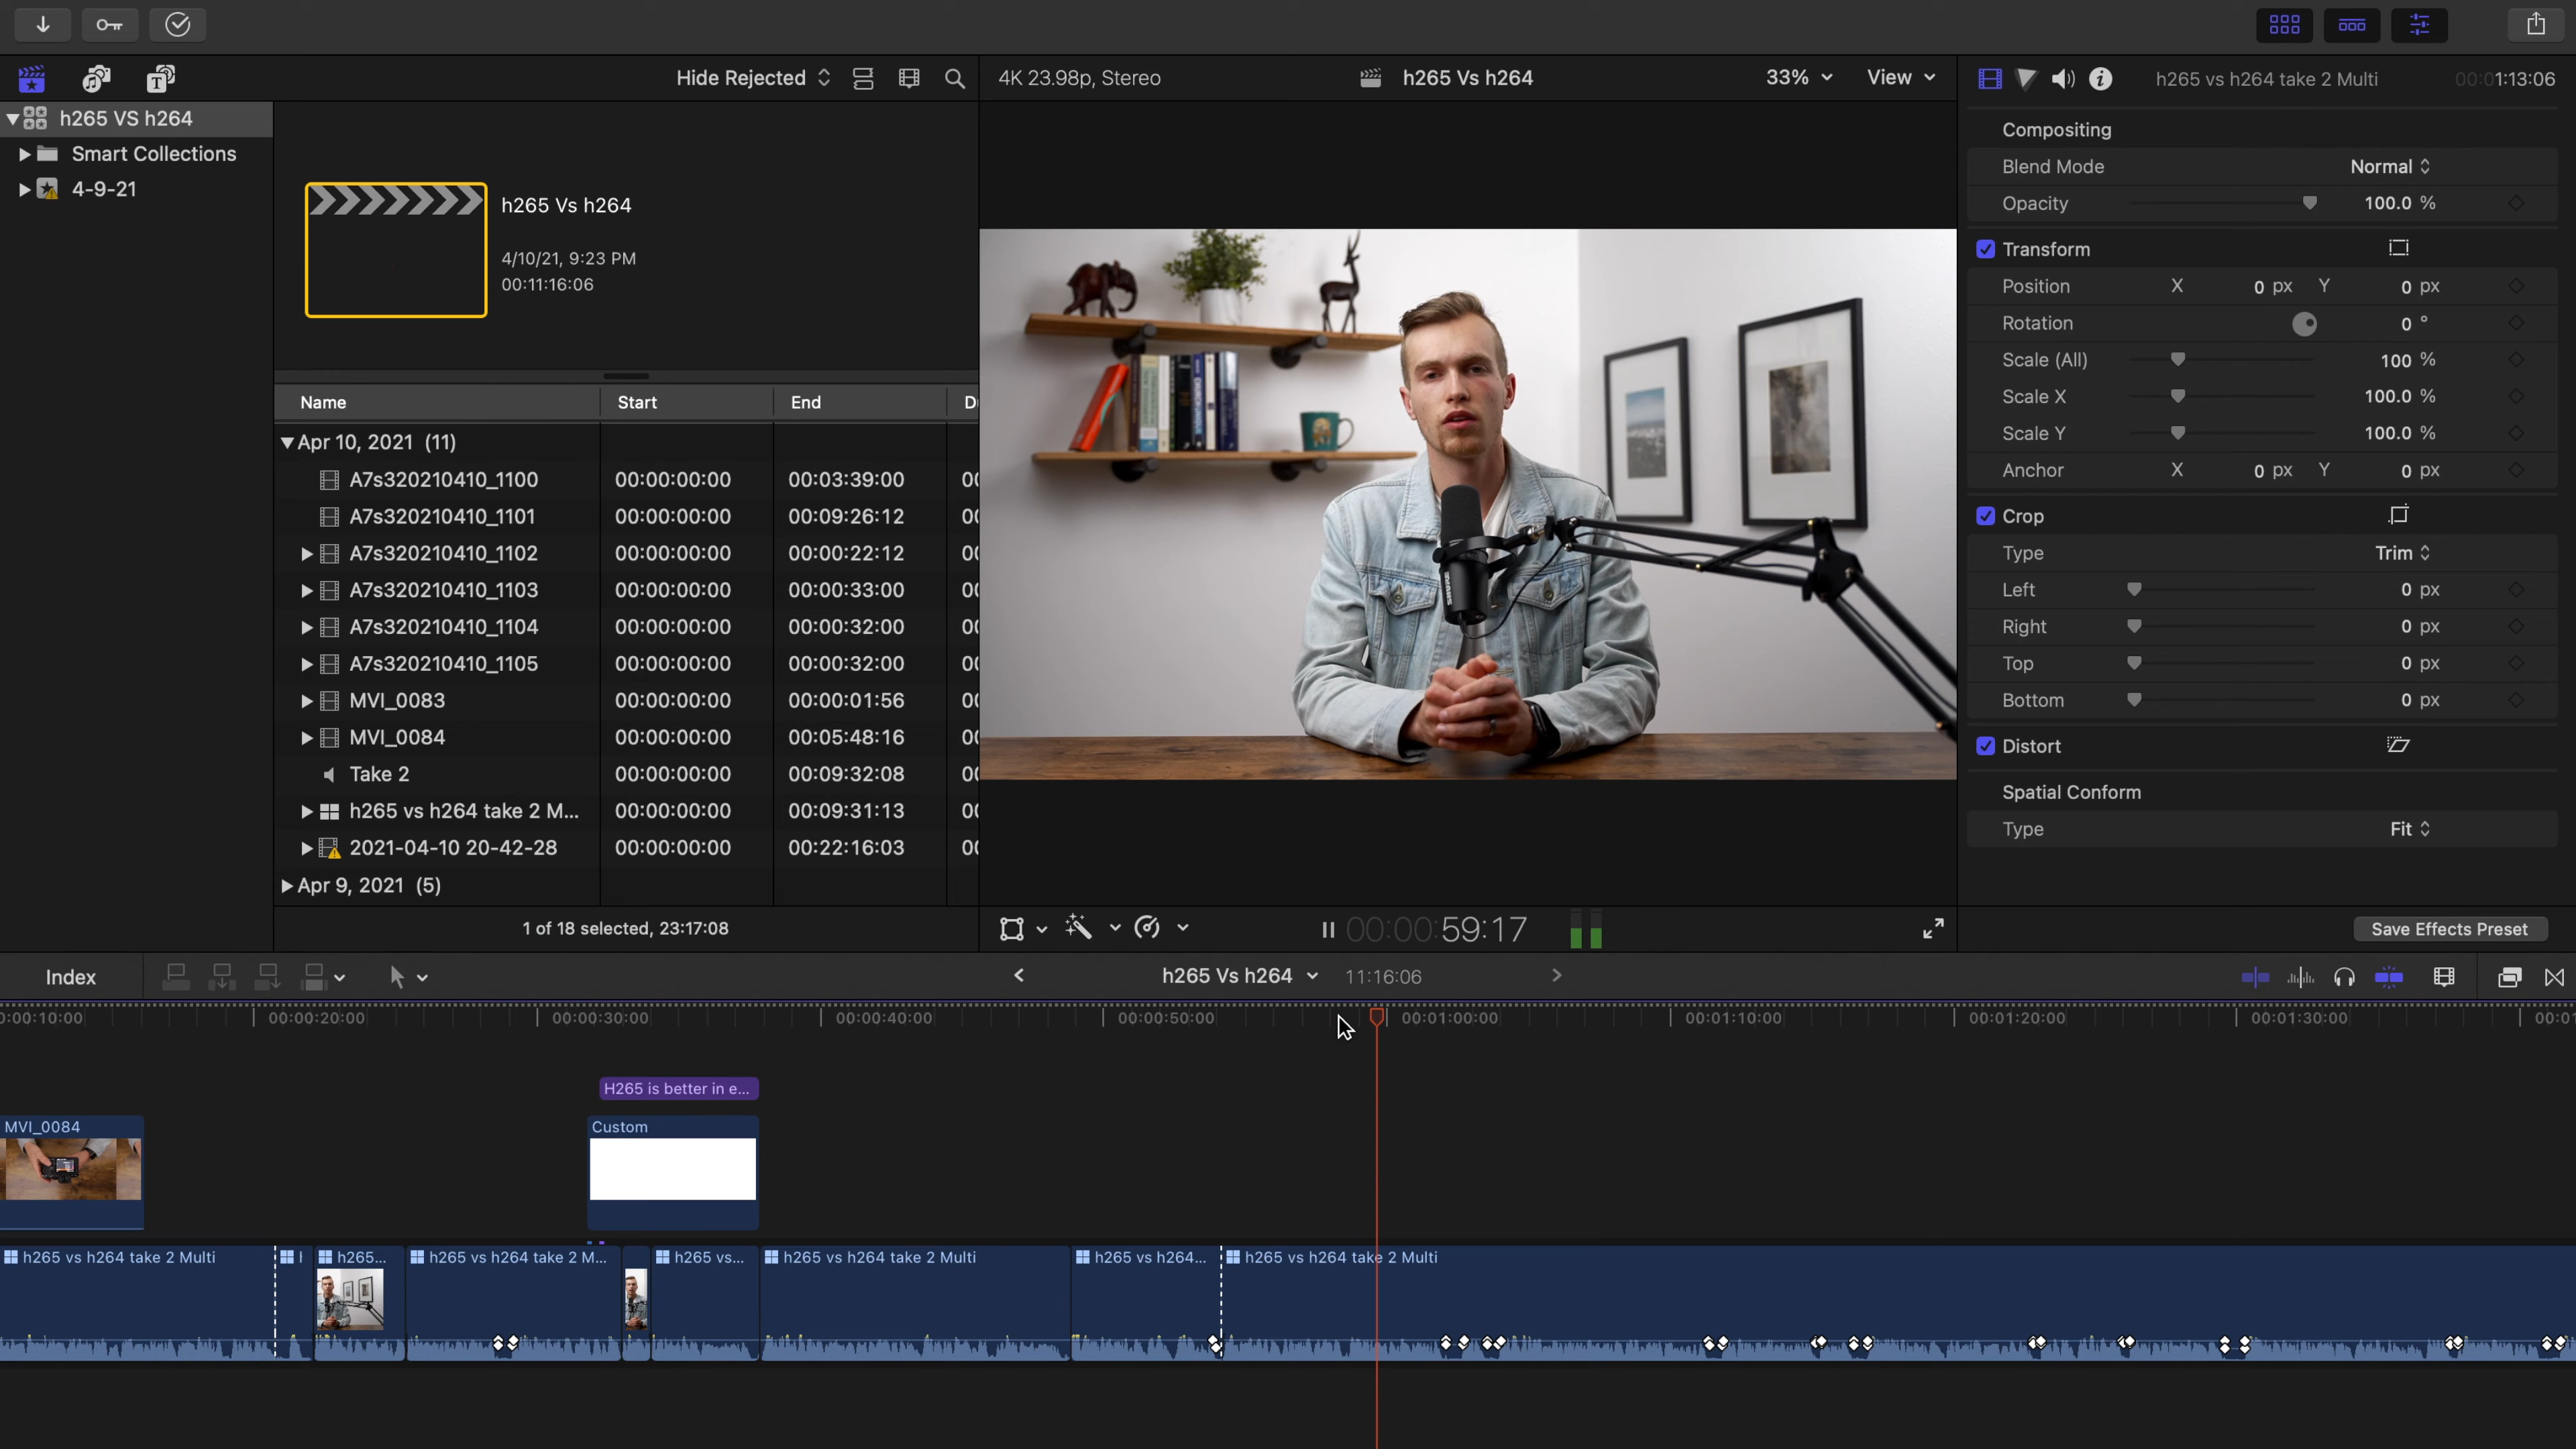 Hide Rejected
4K 23.98p, Stereo
h265 Vs h264
33%
View
h265 vs h264 take 2 Multi
00:01:13:06
h265 VS h264
Smart Collections
4-9-21
h265 Vs h264
4/10/21, 9:23 PM
00:11:16:06
Name Start End
Apr 10, 2021 (11)
A7s320210410_1100 00:00:00:00 00:03:39:00
A7s320210410_1101 00:00:00:00 00:09:26:12
A7s320210410_1102 00:00:00:00 00:00:22:12
A7s320210410_1103 00:00:00:00 00:00:33:00
A7s320210410_1104 00:00:00:00 00:00:32:00
A7s320210410_1105 00:00:00:00 00:00:32:00
MVI_0083 00:00:00:00 00:00:01:56
MVI_0084 00:00:00:00 00:05:48:16
Take 2 00:00:00:00 00:09:32:08
h265 vs h264 take 2 M... 00:00:00:00 00:09:31:13
2021-04-10 20-42-28 00:00:00:00 00:22:16:03
Apr 9, 2021 (5)
1 of 18 selected, 23:17:08
00:00:00:59:17
Compositing
Blend Mode Normal
Opacity 100.0 %
Transform
Position X 0 px Y 0 px
Rotation 0 °
Scale (All) 100 %
Scale X 100.0 %
Scale Y 100.0 %
Anchor X 0 px Y 0 px
Crop
Type Trim
Left 0 px
Right 0 px
Top 0 px
Bottom 0 px
Distort
Spatial Conform
Type Fit
Save Effects Preset
Index
h265 Vs h264
11:16:06
0:00:10:00 00:00:20:00 00:00:30:00 00:00:40:00 00:00:50:00 00:01:00:00 00:01:10:00 00:01:20:00 00:01:30:00
H265 is better in e...
MVI_0084
Custom
h265 vs h264 take 2 Multi
h265...
h265 vs h264 take 2 M...
h265 vs...
h265 vs h264 take 2 Multi
h265 vs h264...
h265 vs h264 take 2 Multi